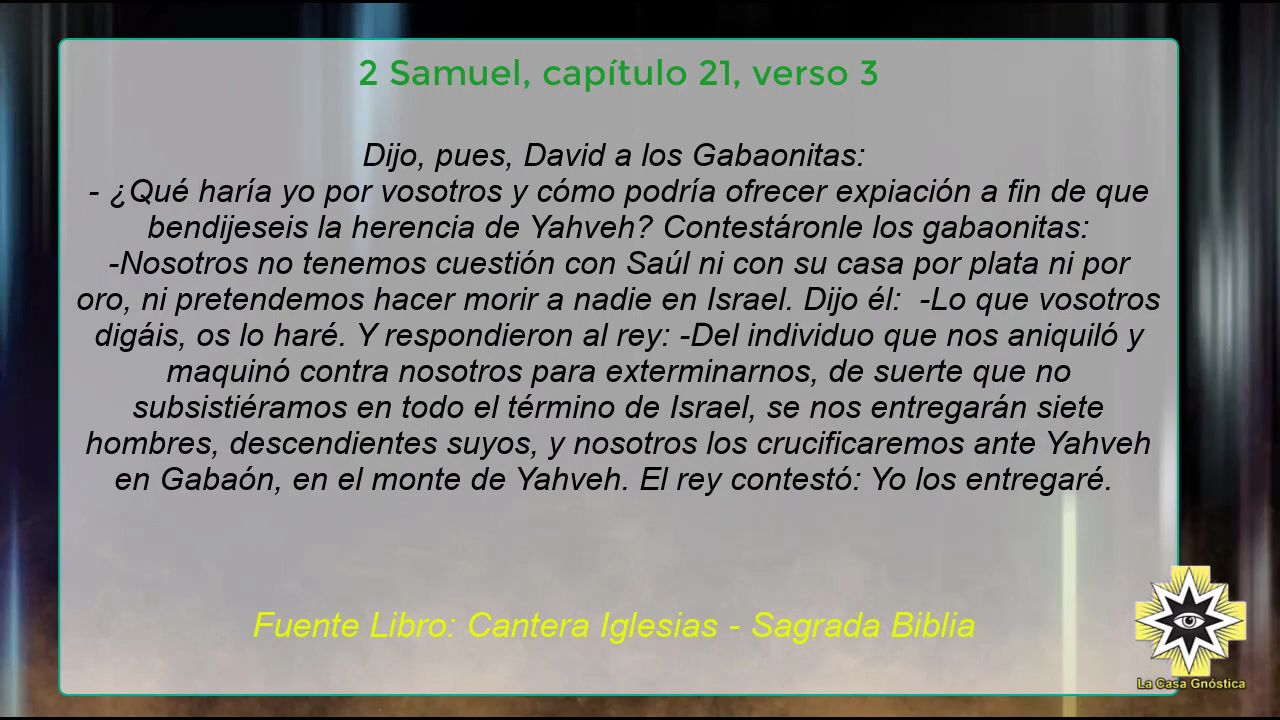 2 Samuel, capítulo 21, verso 3
Dijo, pues, David a los Gabaonitas:
- ¿Qué haría yo por vosotros y cómo podría ofrecer expiación a fin de que
bendijeseis la herencia de Yahveh? Contestáronle los gabaonitas:
-Nosotros no tenemos cuestión con Saúl ni con su casa por plata ni por
oro, ni pretendemos hacer morir a nadie en Israel. Dijo él:  -Lo que vosotros
digáis, os lo haré. Y respondieron al rey: -Del individuo que nos aniquiló y
maquinó contra nosotros para exterminarnos, de suerte que no
subsistiéramos en todo el término de Israel, se nos entregarán siete
hombres, descendientes suyos, y nosotros los crucificaremos ante Yahveh
en Gabaón, en el monte de Yahveh. El rey contestó: Yo los entregaré.
Fuente Libro: Cantera Iglesias - Sagrada Biblia
La Casa Gnóstica